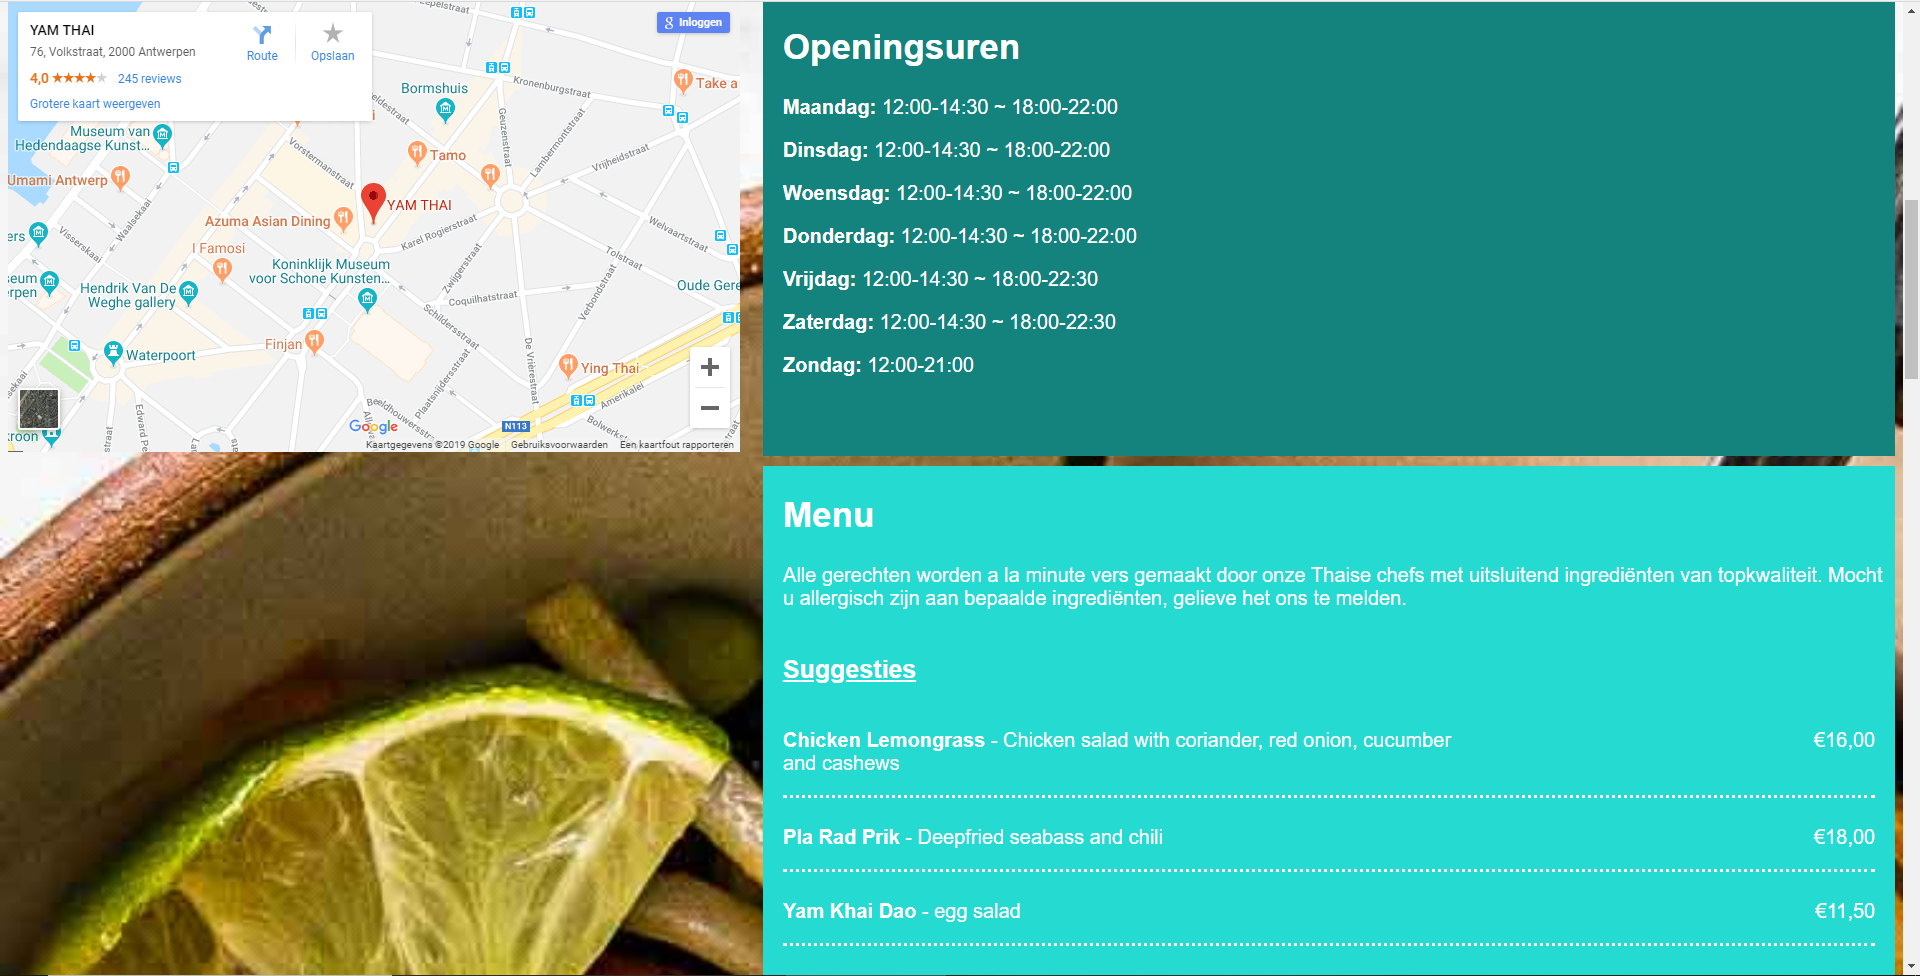 YAM THAI
76, Volkstraat, 2000 Antwerpen
4,0 245 reviews
Grotere kaart weergeven
Route
Opslaan
Inloggen
Kronenburgstraat
Take a
Bormshuis
Geuzenstraat
Lambermontstraat
Museum van
Hedendaagse Kunst...
Vorstermanstraat
Tamo
Vrijheidstraat
Umami Antwerp
YAM THAI
Waalsekaai
Azuma Asian Dining
Karel Rogierstraat
Welvaartstraat
Visserskaai
I Famosi
Tolstraat
Zwijgerstraat
Koninklijk Museum
voor Schone Kunsten...
Hendrik Van De
Weghe gallery
Coquilhatstraat
Verbondstraat
Oude Gere
Schildersstraat
Finjan
De Vrièrestraat
Waterpoort
Ying Thai
Plaatsnijdersstraat
Amerikalei
Beeldhouwersstraat
N113
Google
Kaartgegevens ©2019 Google
Gebruiksvoorwaarden
Een kaartfout rapporteren
Openingsuren
Maandag: 12:00-14:30 ~ 18:00-22:00
Dinsdag: 12:00-14:30 ~ 18:00-22:00
Woensdag: 12:00-14:30 ~ 18:00-22:00
Donderdag: 12:00-14:30 ~ 18:00-22:00
Vrijdag: 12:00-14:30 ~ 18:00-22:30
Zaterdag: 12:00-14:30 ~ 18:00-22:30
Zondag: 12:00-21:00
Menu
Alle gerechten worden a la minute vers gemaakt door onze Thaise chefs met uitsluitend ingrediënten van topkwaliteit. Mocht
u allergisch zijn aan bepaalde ingrediënten, gelieve het ons te melden.
Suggesties
Chicken Lemongrass - Chicken salad with coriander, red onion, cucumber €16,00
and cashews
Pla Rad Prik - Deepfried seabass and chili €18,00
Yam Khai Dao - egg salad €11,50